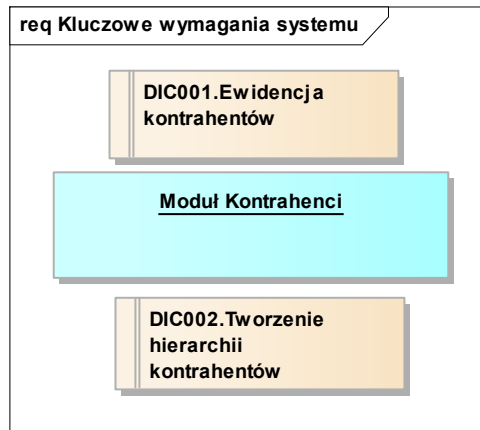 req Kluczowe wymagania systemu
DIC001.Ewidencja
kontrahentów
Moduł Kontrahenci
DIC002.Tworzenie
hierarchii
kontrahentów